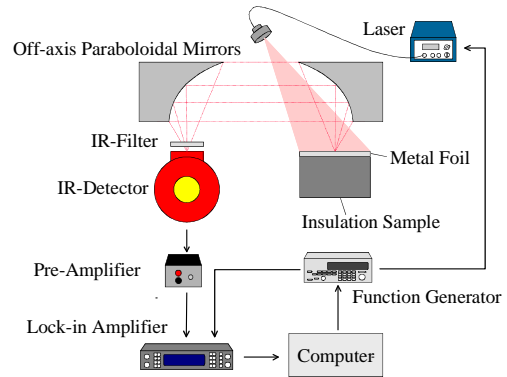 Laser
Off-axis Paraboloidal Mirrors
IR-Filter
Metal Foil
IR-Detector
Insulation Sample
Pre-Amplifier
Function Generator
Lock-in Amplifier
Computer